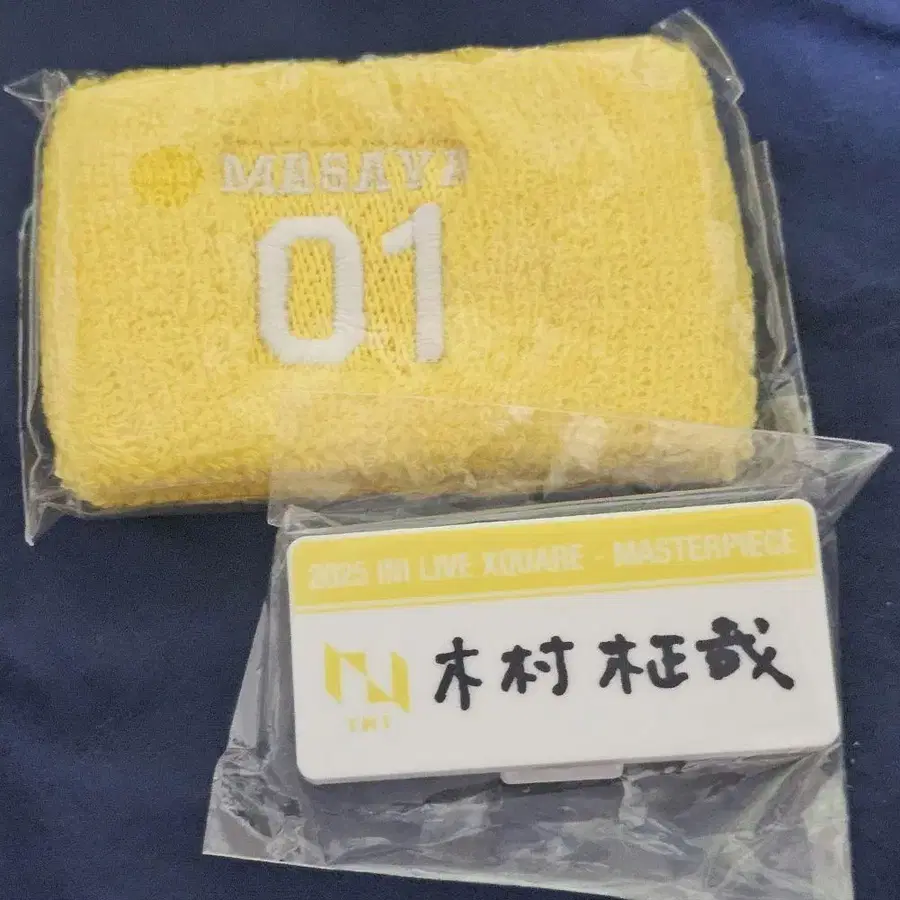 MASAYA
01
2025 INI LIVE XQUARE - MASTERPIECE
木村 柾哉
INI